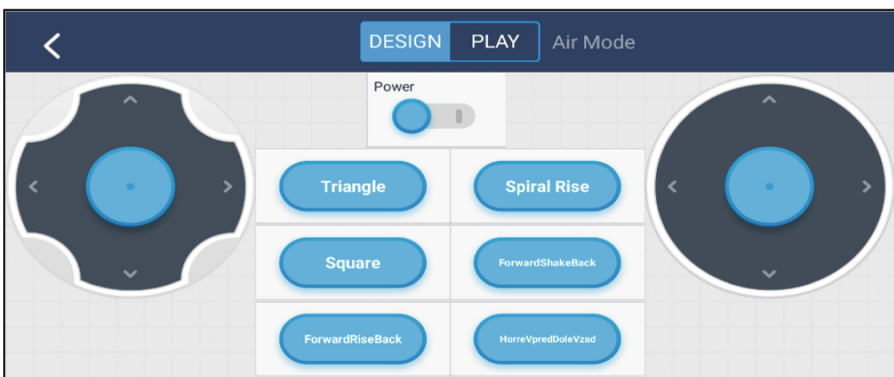 DESIGN PLAY Air Mode
Power
Triangle Spiral Rise
Square ForwardShakeBack
ForwardRiseBack HorreVpredDoleVzad